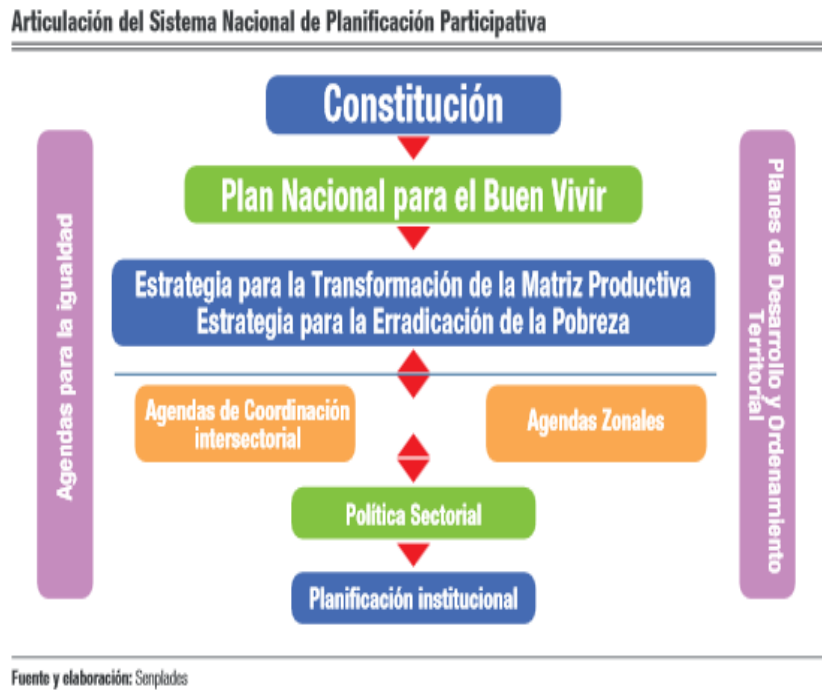 Articulación del Sistema Nacional de Planificación Participativa
Constitución
Plan Nacional para el Buen Vivir
Estrategia para la Transformación de la Matriz Productiva
Estrategia para la Erradicación de la Pobreza
Agendas de Coordinación
intersectorial
Agendas Zonales
Política Sectorial
Planificación institucional
Agendas para la igualdad
Planes de Desarrollo y Ordenamiento
Territorial
Fuente y elaboración: Senplades